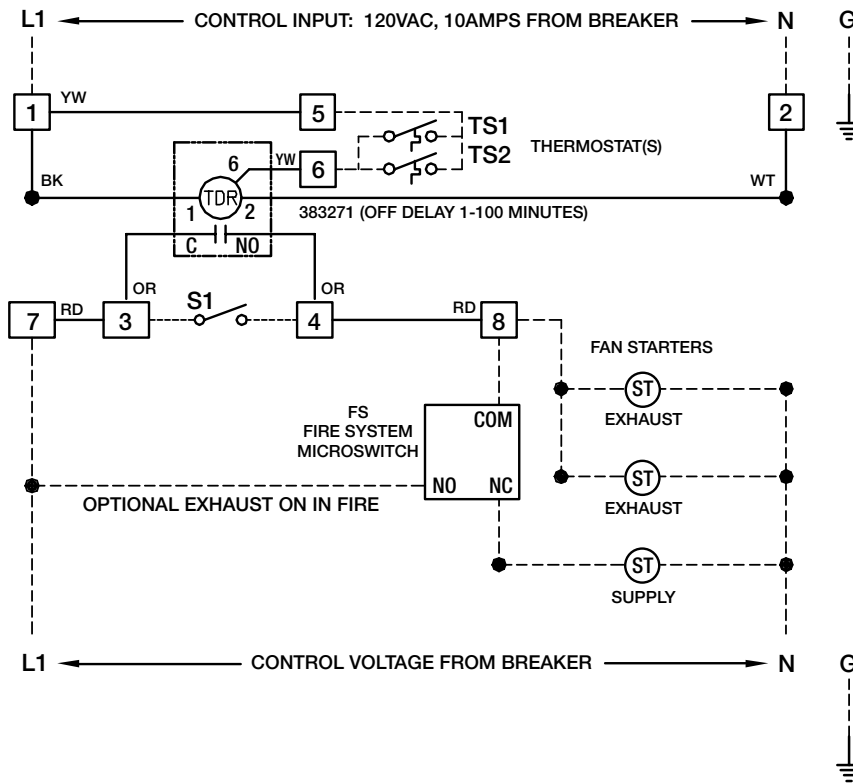 L1 CONTROL INPUT: 120VAC, 10AMPS FROM BREAKER N G
1 YW 5 2
TS1
TS2 THERMOSTAT(S)
6 YW 6
BK WT
TDR
1 2 383271 (OFF DELAY 1-100 MINUTES)
C NO
OR S1 OR
7 RD 3 4 RD 8
FAN STARTERS
ST
EXHAUST
FS
FIRE SYSTEM
MICROSWITCH
COM
NO NC
OPTIONAL EXHAUST ON IN FIRE
ST
EXHAUST
ST
SUPPLY
L1 CONTROL VOLTAGE FROM BREAKER N G